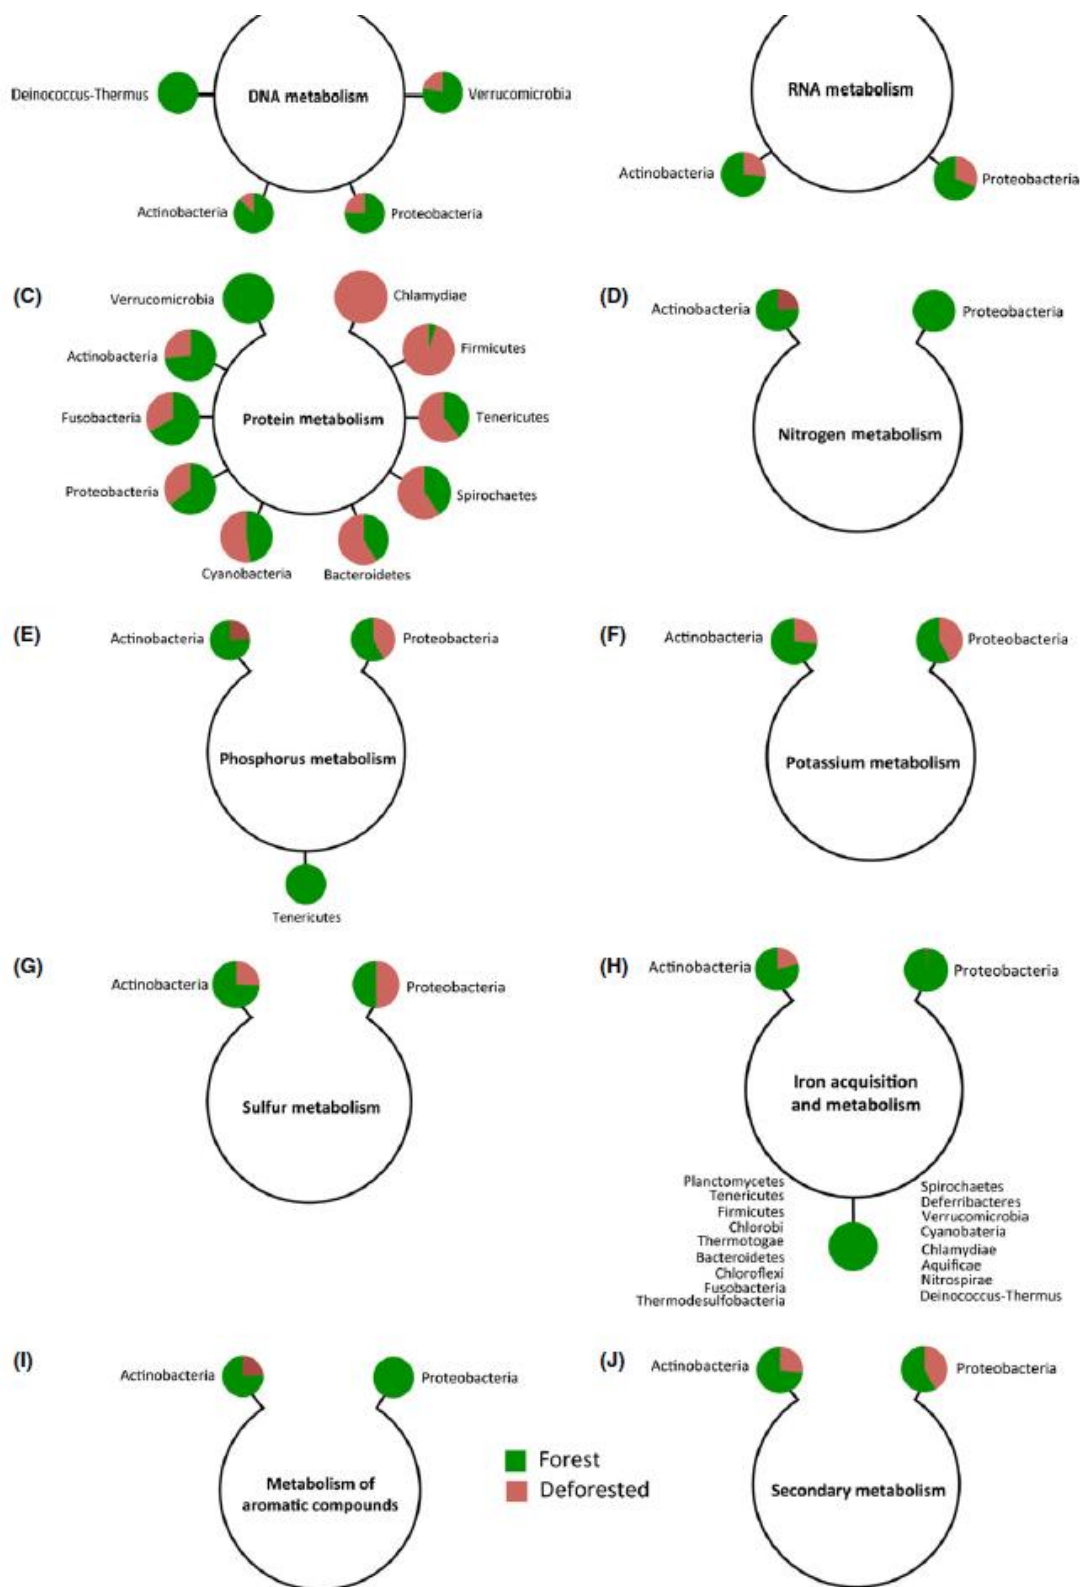 Deinococcus-Thermus
DNA metabolism
Verrucomicrobia
Actinobacteria
Proteobacteria
RNA metabolism
Actinobacteria
Proteobacteria
(C)
Verrucomicrobia
Chlamydiae
Actinobacteria
Firmicutes
Fusobacteria
Protein metabolism
Tenericutes
Proteobacteria
Spirochaetes
Cyanobacteria
Bacteroidetes
(D)
Actinobacteria
Proteobacteria
Nitrogen metabolism
(E)
Actinobacteria
Proteobacteria
Phosphorus metabolism
Tenericutes
(F)
Actinobacteria
Proteobacteria
Potassium metabolism
(G)
Actinobacteria
Proteobacteria
Sulfur metabolism
(H)
Actinobacteria
Proteobacteria
Iron acquisition
and metabolism
Planctomycetes
Tenericutes
Firmicutes
Chlorobi
Thermotogae
Bacteroidetes
Chloroflexi
Fusobacteria
Thermodesulfobacteria
Spirochaetes
Deferribacteres
Verrucomicrobia
Cyanobateria
Chlamydiae
Aquificae
Nitrospirae
Deinococcus-Thermus
(I)
Actinobacteria
Proteobacteria
Metabolism of
aromatic compounds
Forest
Deforested
(J)
Actinobacteria
Proteobacteria
Secondary metabolism